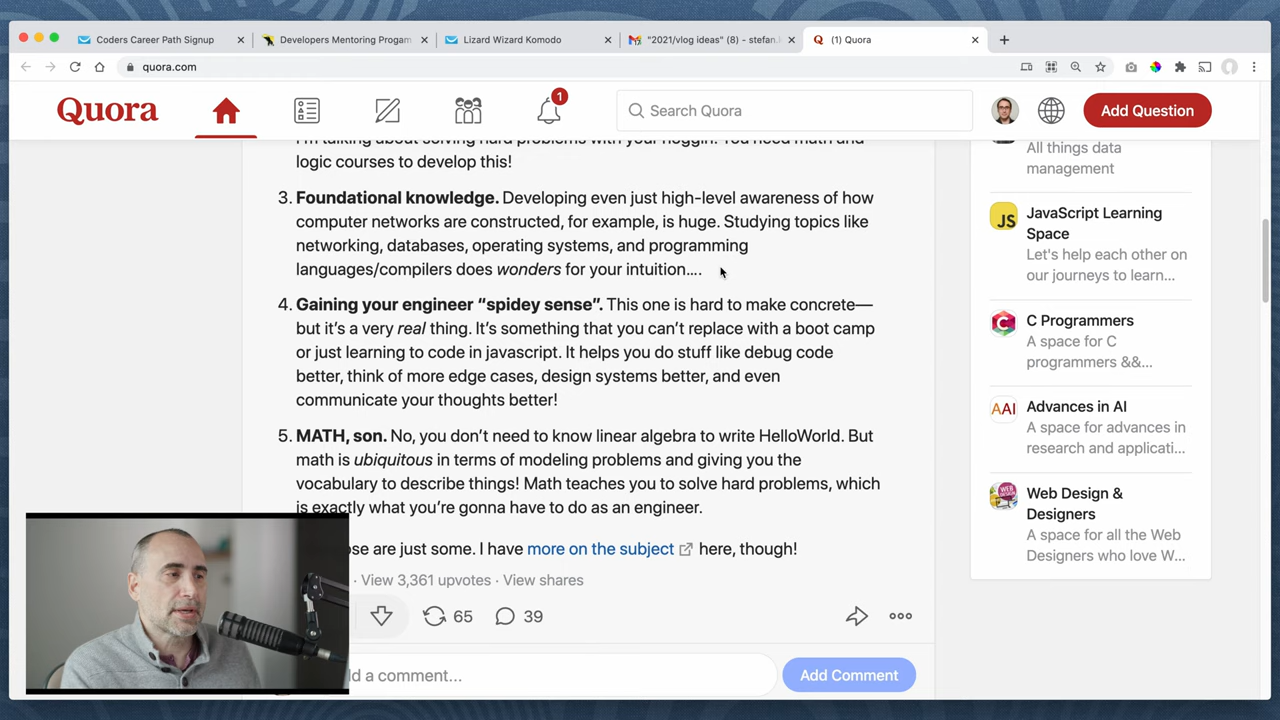 Coders Career Path Signup
Developers Mentoring Progam
Lizard Wizard Komodo
"2021/vlog ideas" (8) - stefan.
(1) Quora
quora.com
Quora
1
Search Quora
Add Question
logic courses to develop this!
3. Foundational knowledge. Developing even just high-level awareness of how
computer networks are constructed, for example, is huge. Studying topics like
networking, databases, operating systems, and programming
languages/compilers does wonders for your intuition….
4. Gaining your engineer “spidey sense”. This one is hard to make concrete—
but it’s a very real thing. It’s something that you can’t replace with a boot camp
or just learning to code in javascript. It helps you do stuff like debug code
better, think of more edge cases, design systems better, and even
communicate your thoughts better!
5. MATH, son. No, you don’t need to know linear algebra to write HelloWorld. But
math is ubiquitous in terms of modeling problems and giving you the
vocabulary to describe things! Math teaches you to solve hard problems, which
is exactly what you’re gonna have to do as an engineer.
are just some. I have more on the subject here, though!
· View 3,361 upvotes · View shares
65
39
a comment...
Add Comment
All things data
management
JS
JavaScript Learning
Space
Let's help each other on
our journeys to learn...
C Programmers
A space for C
programmers &&...
AAI
Advances in AI
A space for advances in
research and applicati...
WEB
DESIGN
Web Design &
Designers
A space for all the Web
Designers who love W...